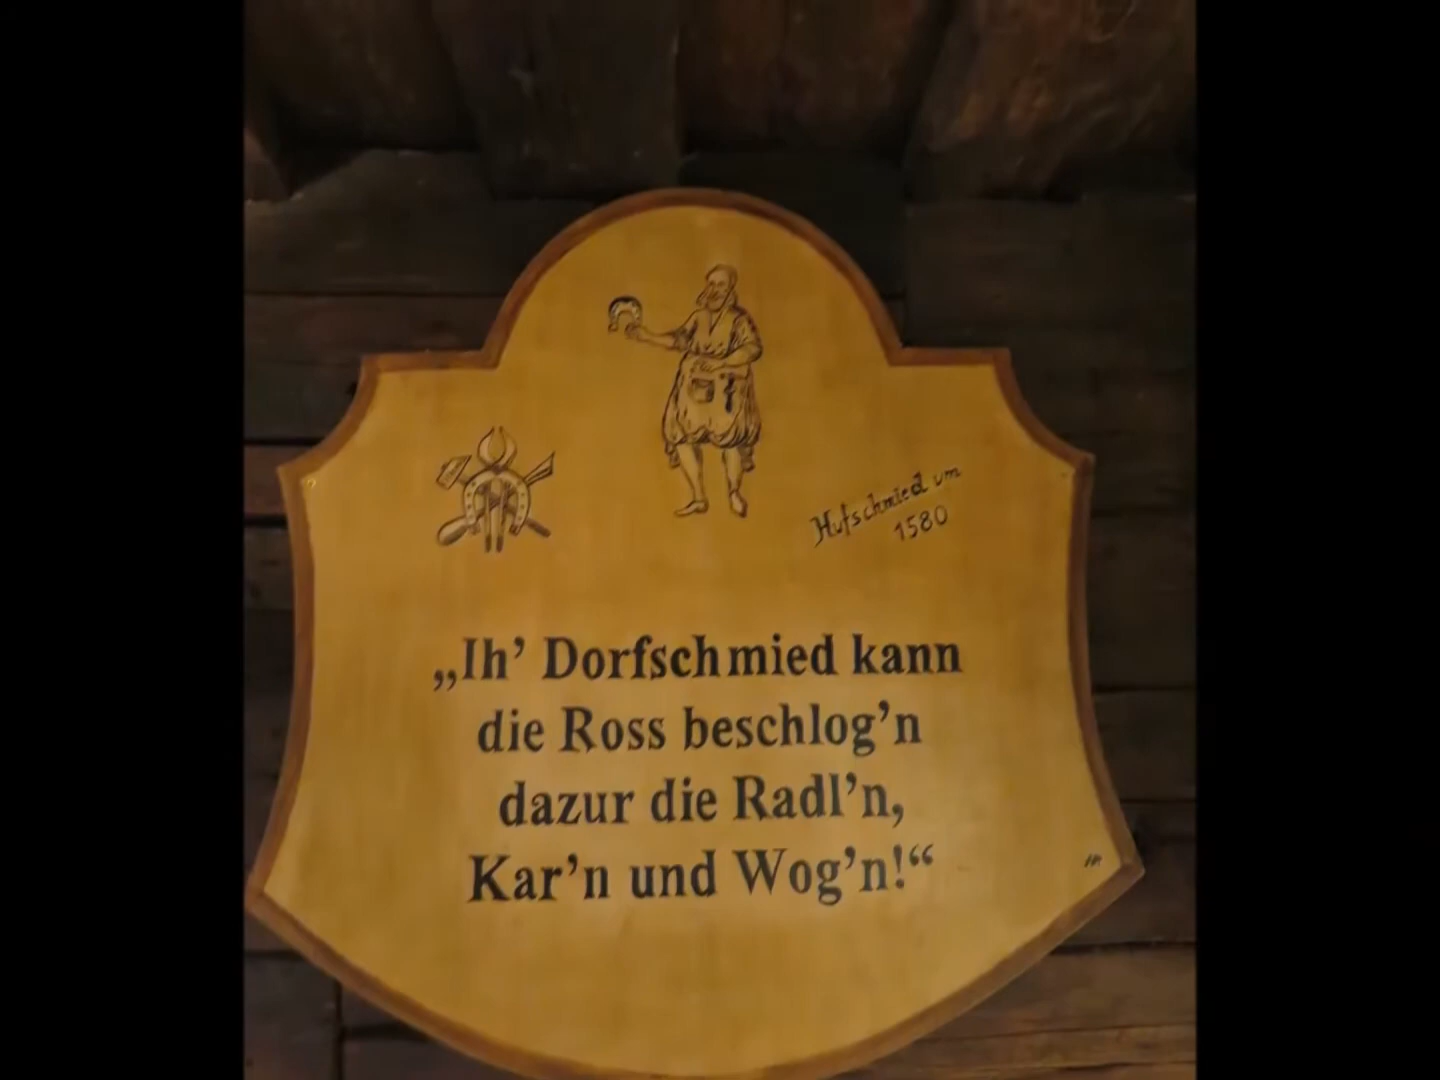 Hufschmied um
1580
„Ih’ Dorfschmied kann
die Ross beschlog’n
dazur die Radl’n,
Kar’n und Wog’n!“